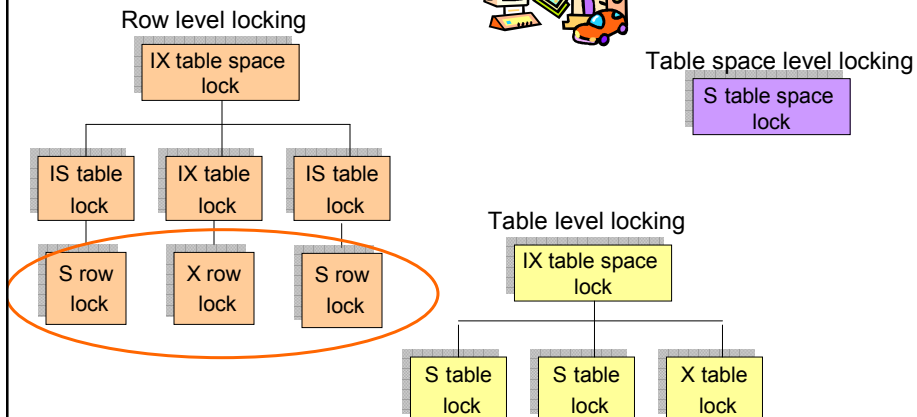 Row level locking
IX table space
lock
IS table
lock
IX table
lock
IS table
lock
S row
lock
X row
lock
S row
lock
Table space level locking
S table space
lock
Table level locking
IX table space
lock
S table
lock
S table
lock
X table
lock